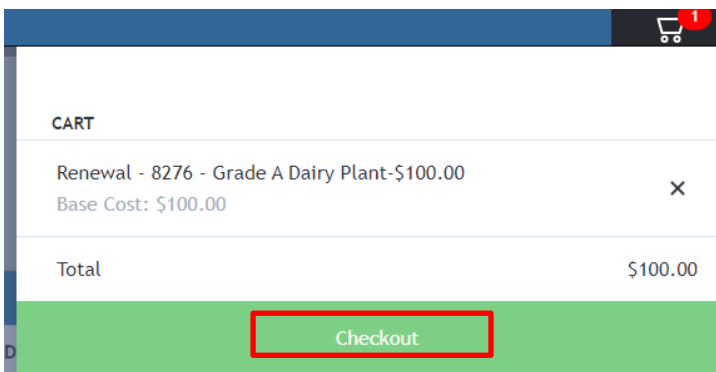 1
CART
Renewal - 8276 - Grade A Dairy Plant-$100.00
Base Cost: $100.00
Total $100.00
Checkout
D